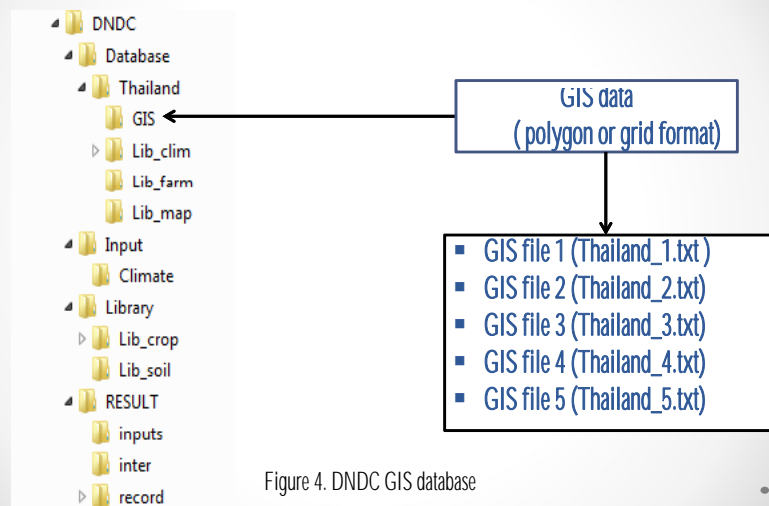 DNDC
Database
Thailand
GIS
Lib_clim
Lib_farm
Lib_map
Input
Climate
Library
Lib_crop
Lib_soil
RESULT
inputs
inter
record
GIS data
( polygon or grid format)
▪ GIS file 1 (Thailand_1.txt )
▪ GIS file 2 (Thailand_2.txt)
▪ GIS file 3 (Thailand_3.txt)
▪ GIS file 4 (Thailand_4.txt)
▪ GIS file 5 (Thailand_5.txt)
Figure 4. DNDC GIS database